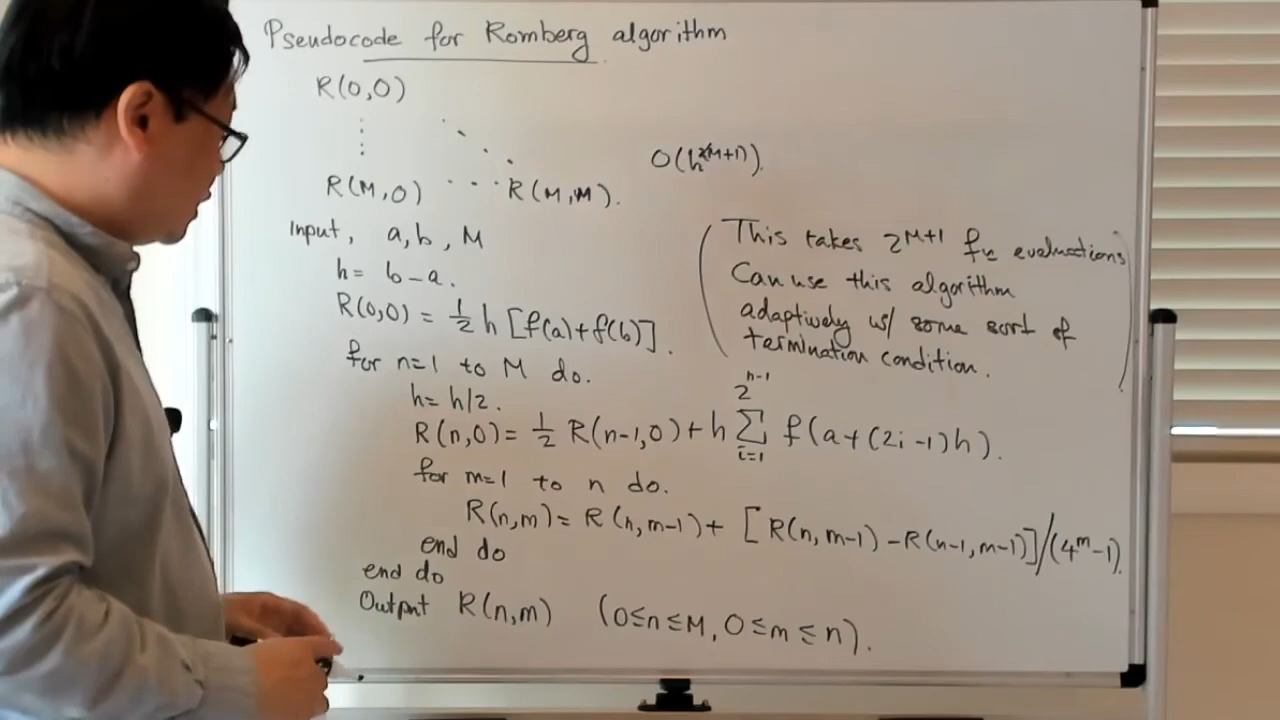 Pseudocode for Romberg algorithm
R(0,0)
R(M,0) ... R(M,M).
O(h^{2(M+1)}).
Input, a,b, M
h= b-a.
R(0,0) = 1/2 h [f(a)+f(b)].
for n=1 to M do.
h= h/2.
R(n,0)= 1/2 R(n-1,0)+ h ∑_{i=1}^{2^{n-1}} f(a+(2i-1)h).
for m=1 to n do.
R(n,m)= R(n,m-1)+ [R(n,m-1)-R(n-1,m-1)]/(4^m-1).
end do
end do
Output R(n,m) (0≤n≤M, 0≤m≤n).
(This takes 2^{M+1} fn evaluations
Can use this algorithm
adaptively w/ some sort of
termination condition.)